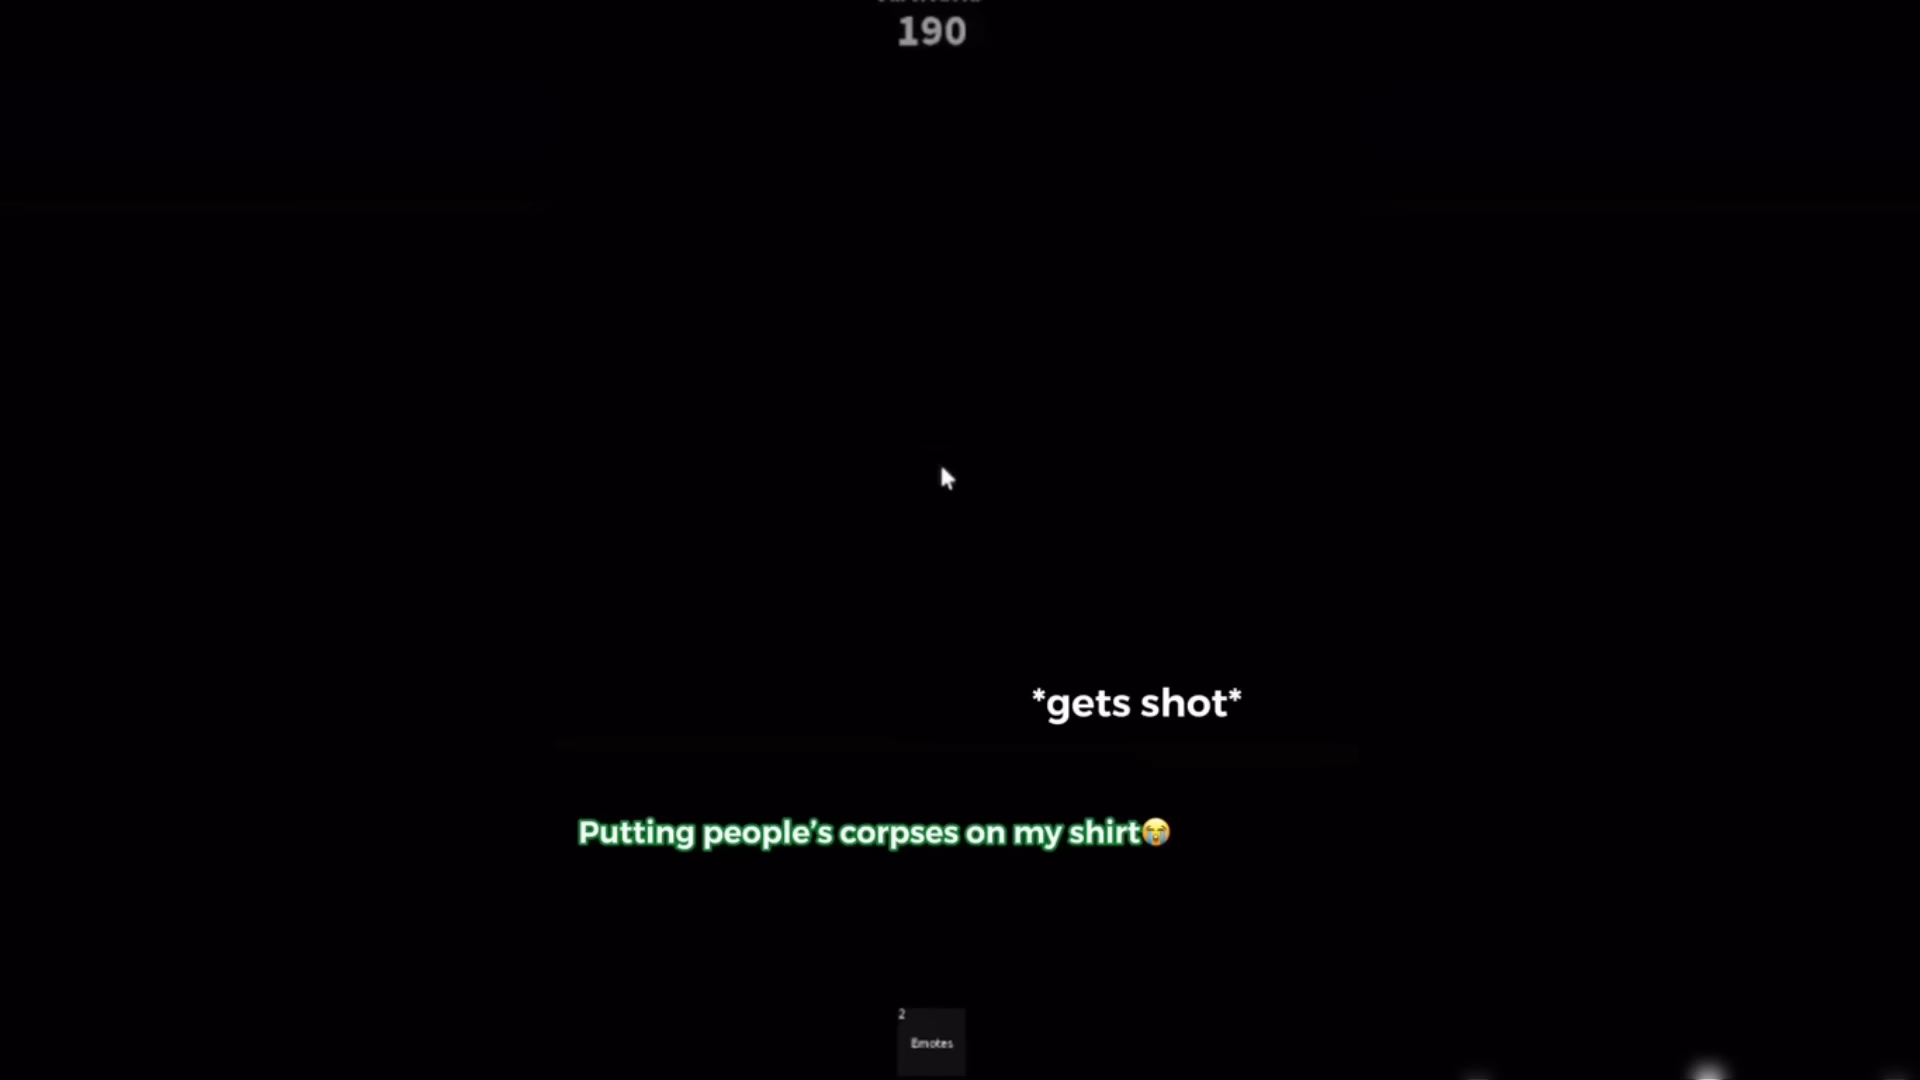 190
*gets shot*
Putting people’s corpses on my shirt😭
2
Emotes